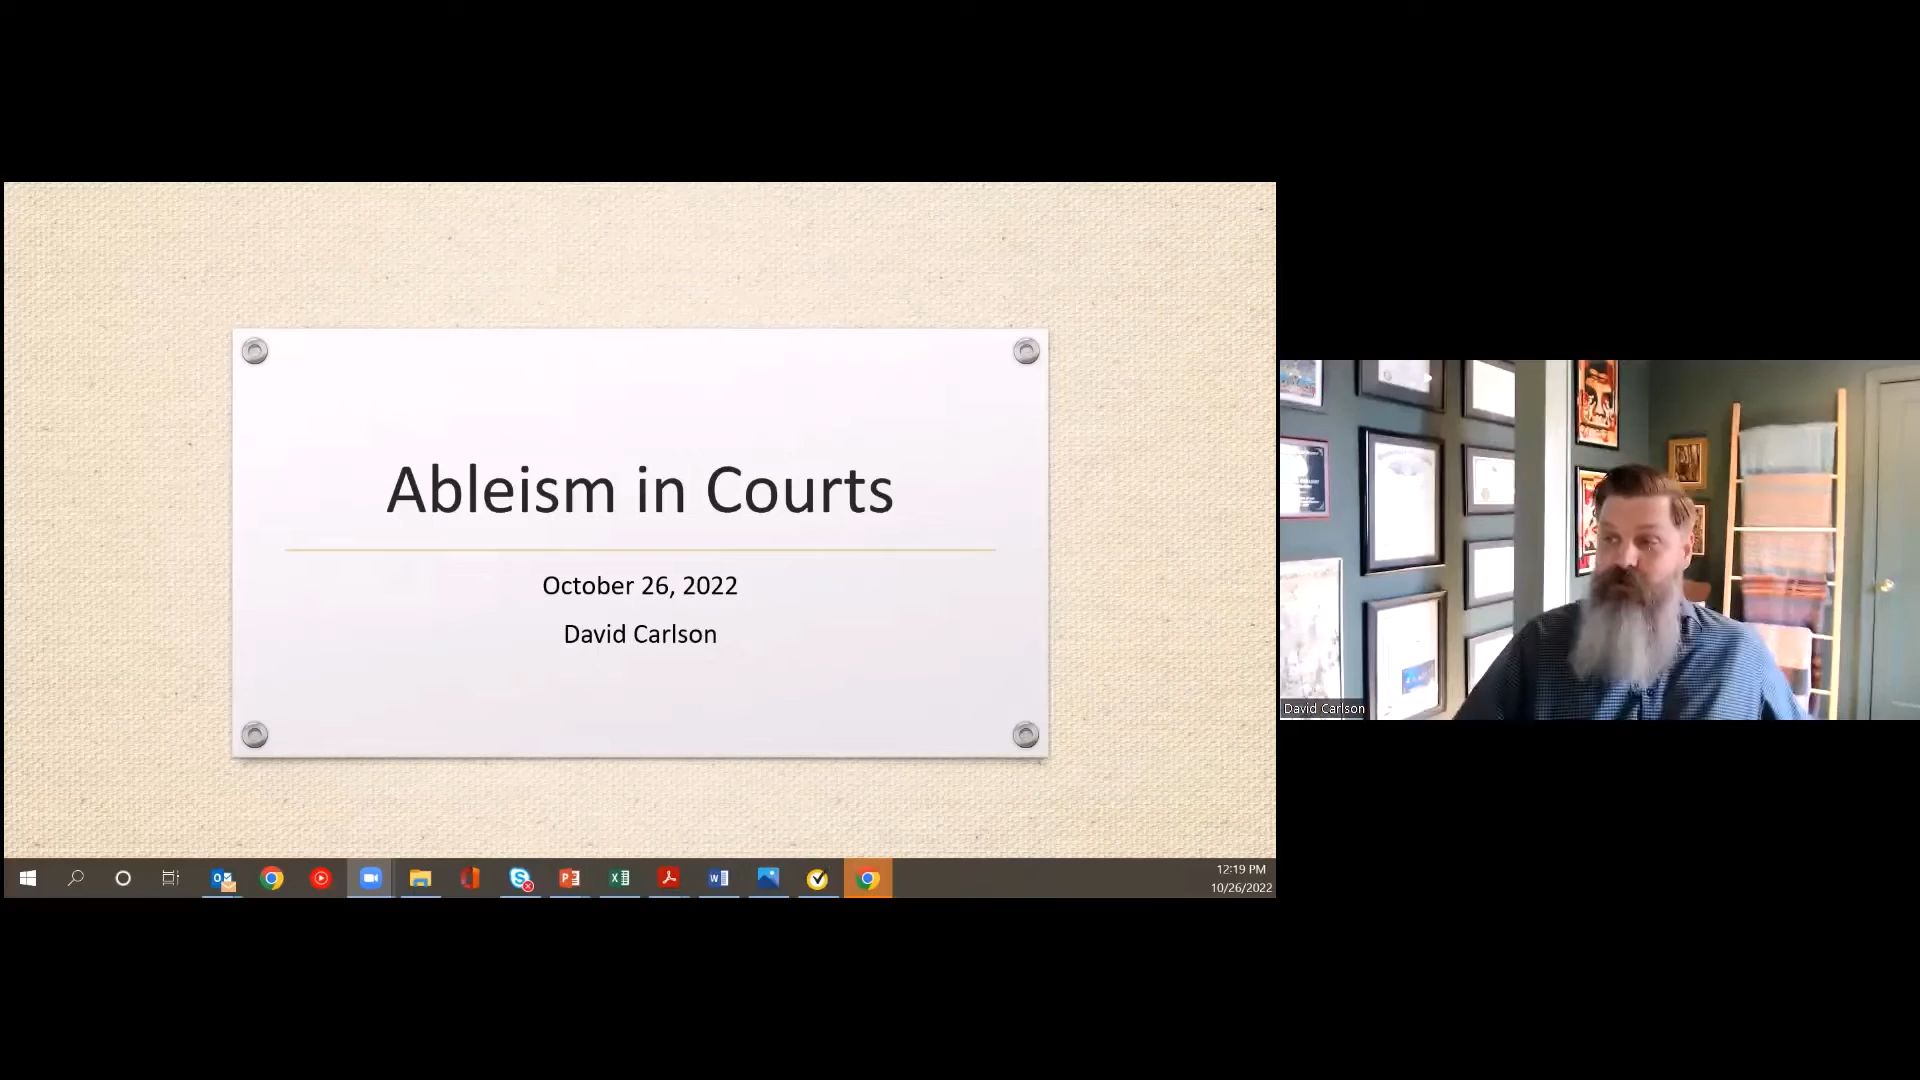 Ableism in Courts
October 26, 2022
David Carlson
12:19 PM
10/26/2022
David Carlson